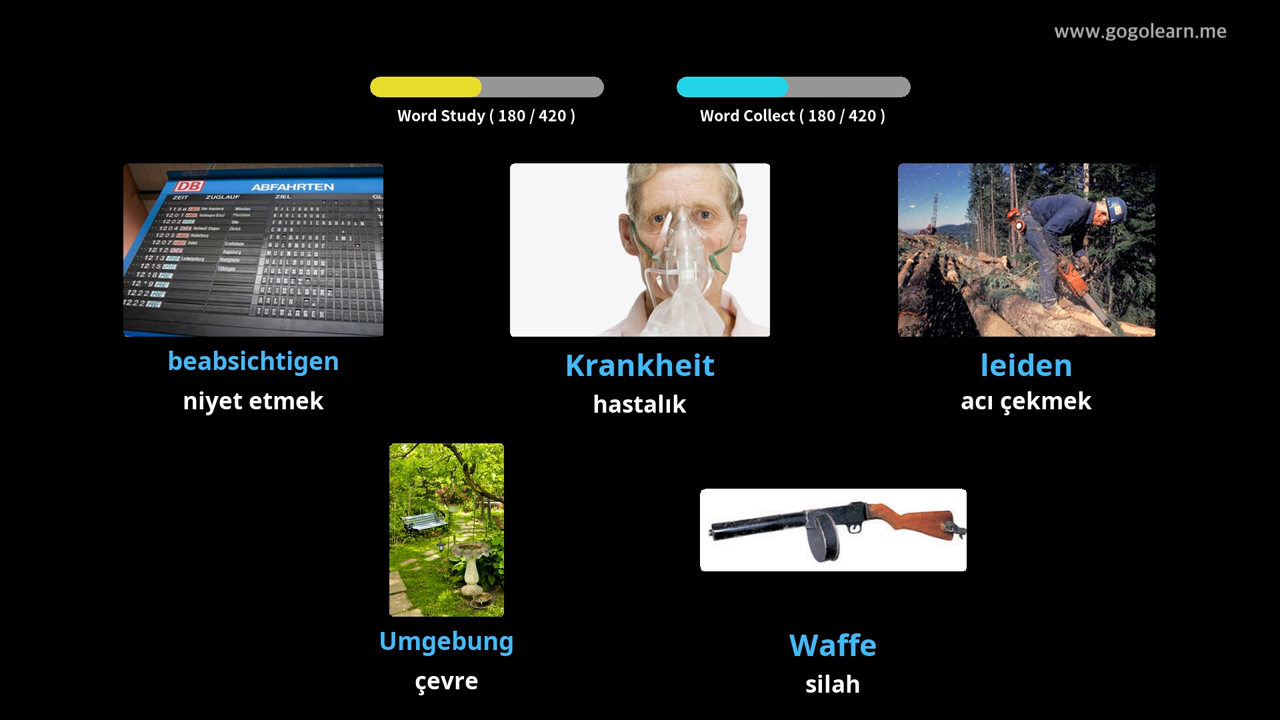 www.gogolearn.me
Word Study ( 180 / 420 )
Word Collect ( 180 / 420 )
DB
ABFAHRTEN
ZEIT
ZUGLAUF
ZIEL
beabsichtigen
niyet etmek
Krankheit
hastalık
leiden
acı çekmek
Umgebung
çevre
Waffe
silah